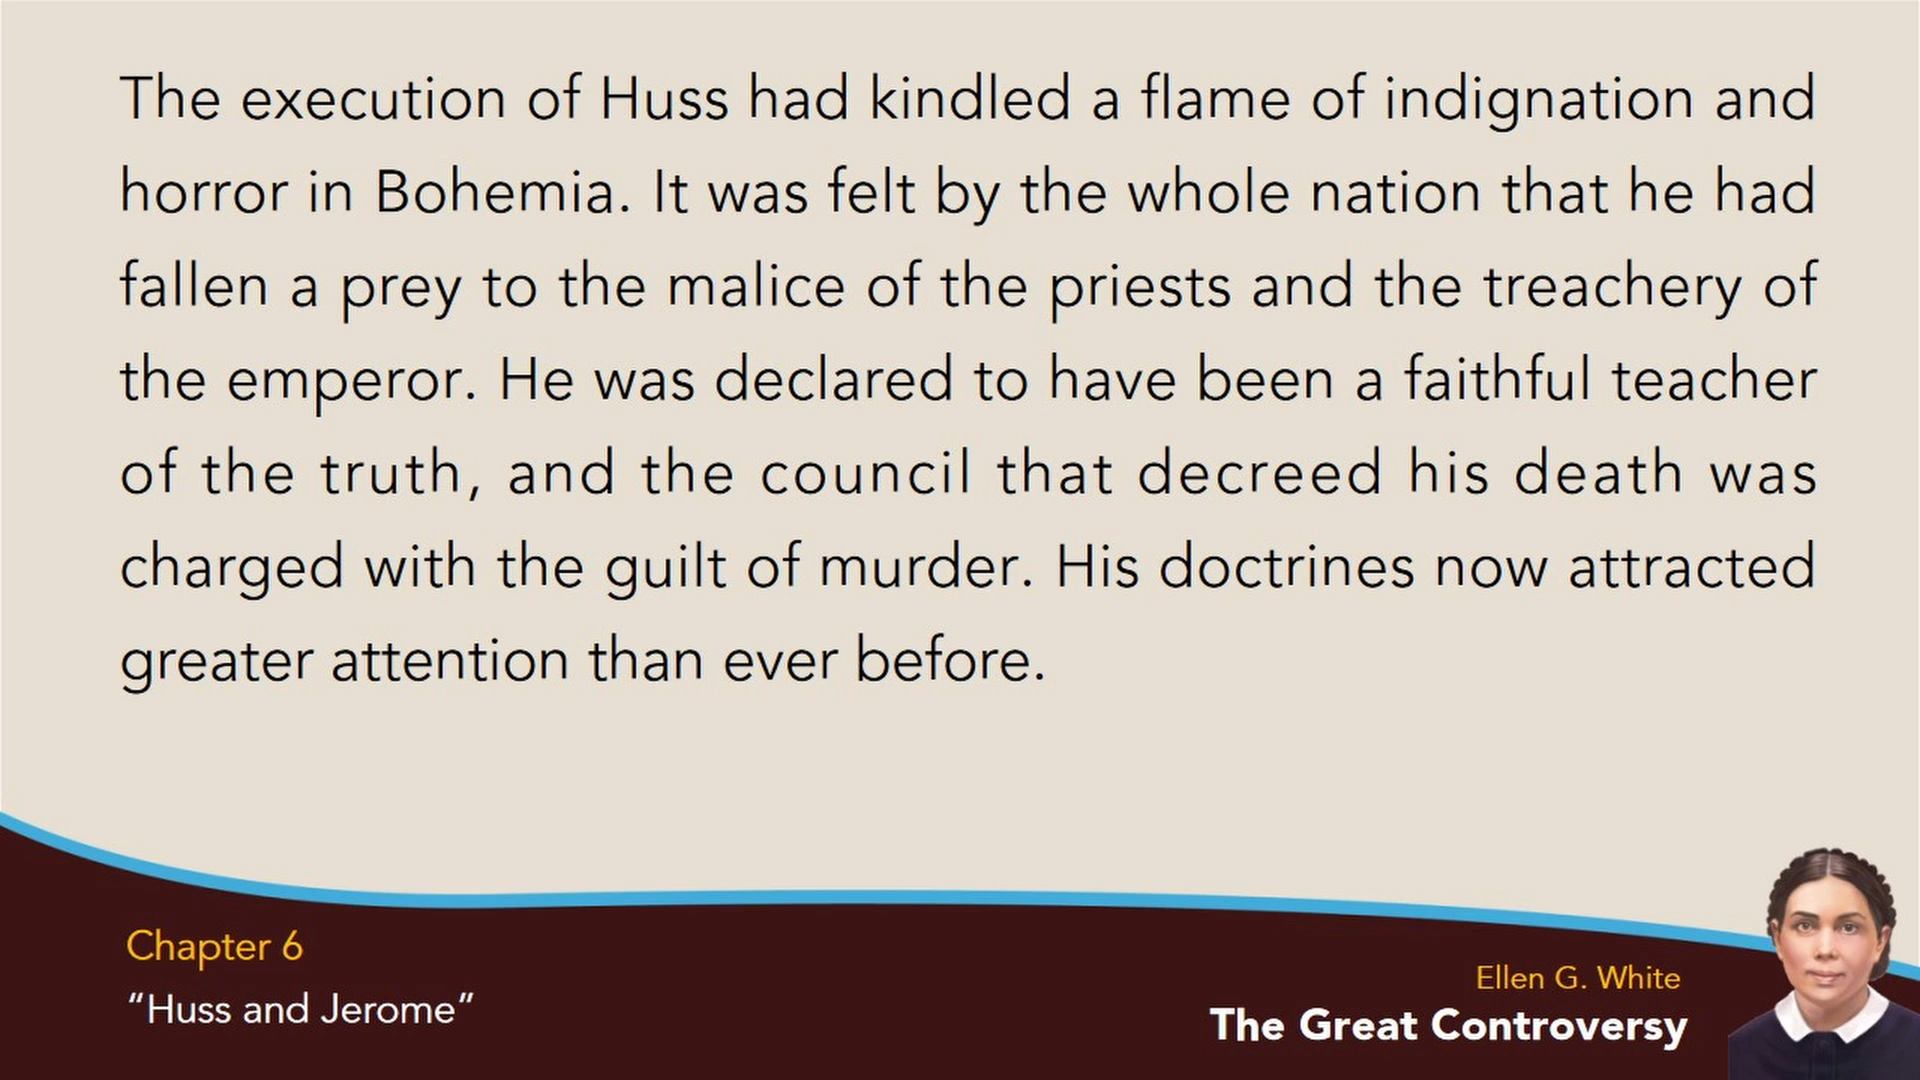 The execution of Huss had kindled a flame of indignation and
horror in Bohemia. It was felt by the whole nation that he had
fallen a prey to the malice of the priests and the treachery of
the emperor. He was declared to have been a faithful teacher
of the truth, and the council that decreed his death was
charged with the guilt of murder. His doctrines now attracted
greater attention than ever before.
Chapter 6
“Huss and Jerome”
Ellen G. White
The Great Controversy